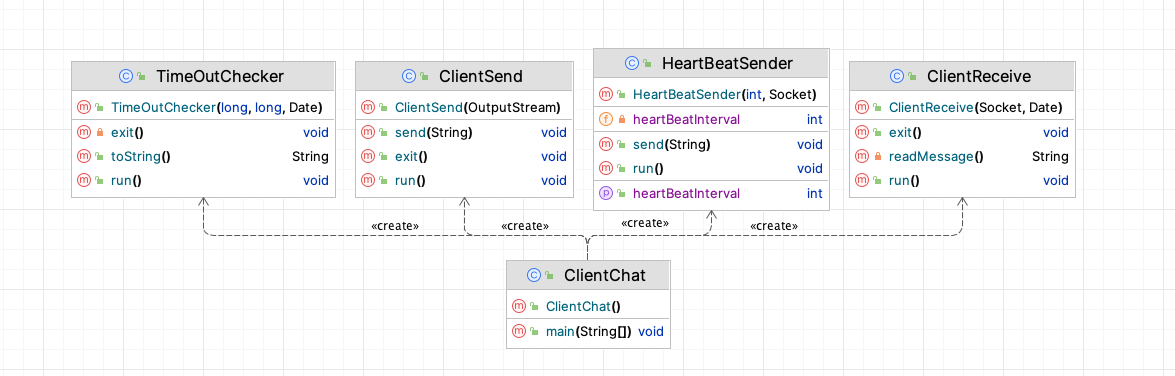 TimeOutChecker
TimeOutChecker(long, long, Date)
exit() void
toString() String
run() void
ClientSend
ClientSend(OutputStream)
send(String) void
exit() void
run() void
HeartBeatSender
HeartBeatSender(int, Socket)
heartBeatInterval int
send(String) void
run() void
heartBeatInterval int
ClientReceive
ClientReceive(Socket, Date)
exit() void
readMessage() String
run() void
«create» «create» «create» «create»
ClientChat
ClientChat()
main(String[]) void